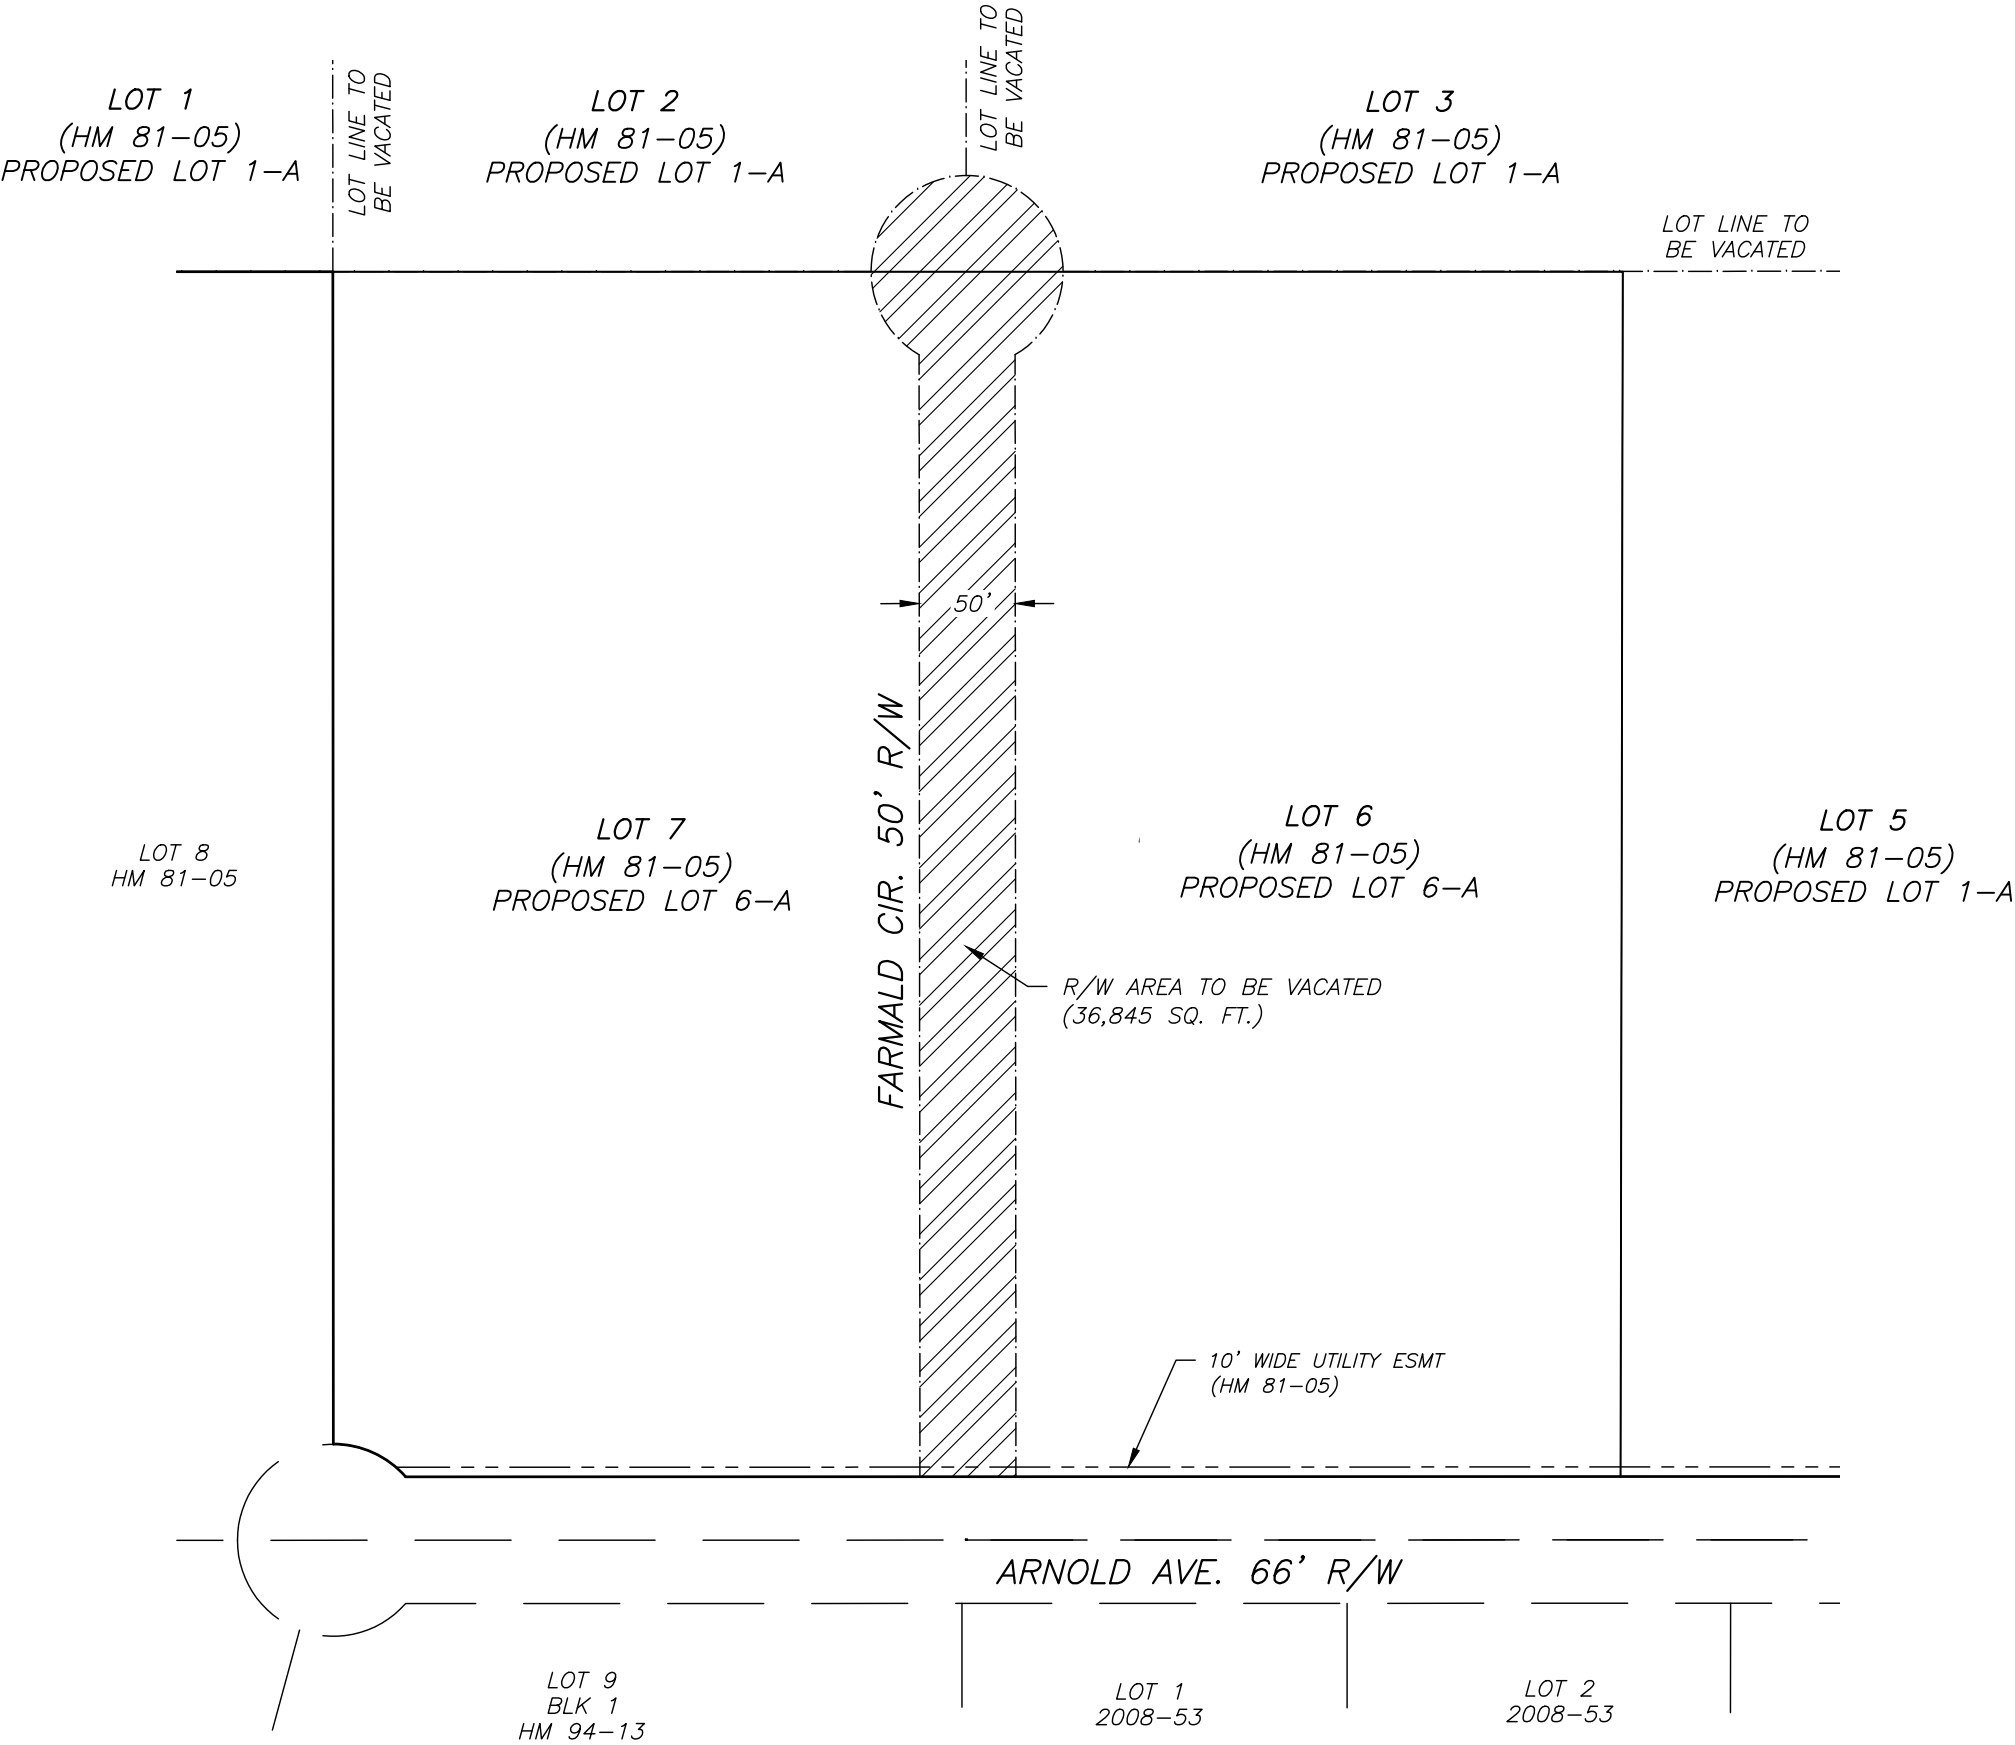 LOT LINE TO
BE VACATED
LOT 1
(HM 81-05)
PROPOSED LOT 1-A
LOT LINE TO
BE VACATED
LOT 2
(HM 81-05)
PROPOSED LOT 1-A
LOT 3
(HM 81-05)
PROPOSED LOT 1-A
LOT LINE TO
BE VACATED
50'
FARMALD CIR. 50' R/W
LOT 8
HM 81-05
LOT 7
(HM 81-05)
PROPOSED LOT 6-A
LOT 6
(HM 81-05)
PROPOSED LOT 6-A
LOT 5
(HM 81-05)
PROPOSED LOT 1-A
R/W AREA TO BE VACATED
(36,845 SQ. FT.)
10' WIDE UTILITY ESMT
(HM 81-05)
ARNOLD AVE. 66' R/W
LOT 9
BLK 1
HM 94-13
LOT 1
2008-53
LOT 2
2008-53